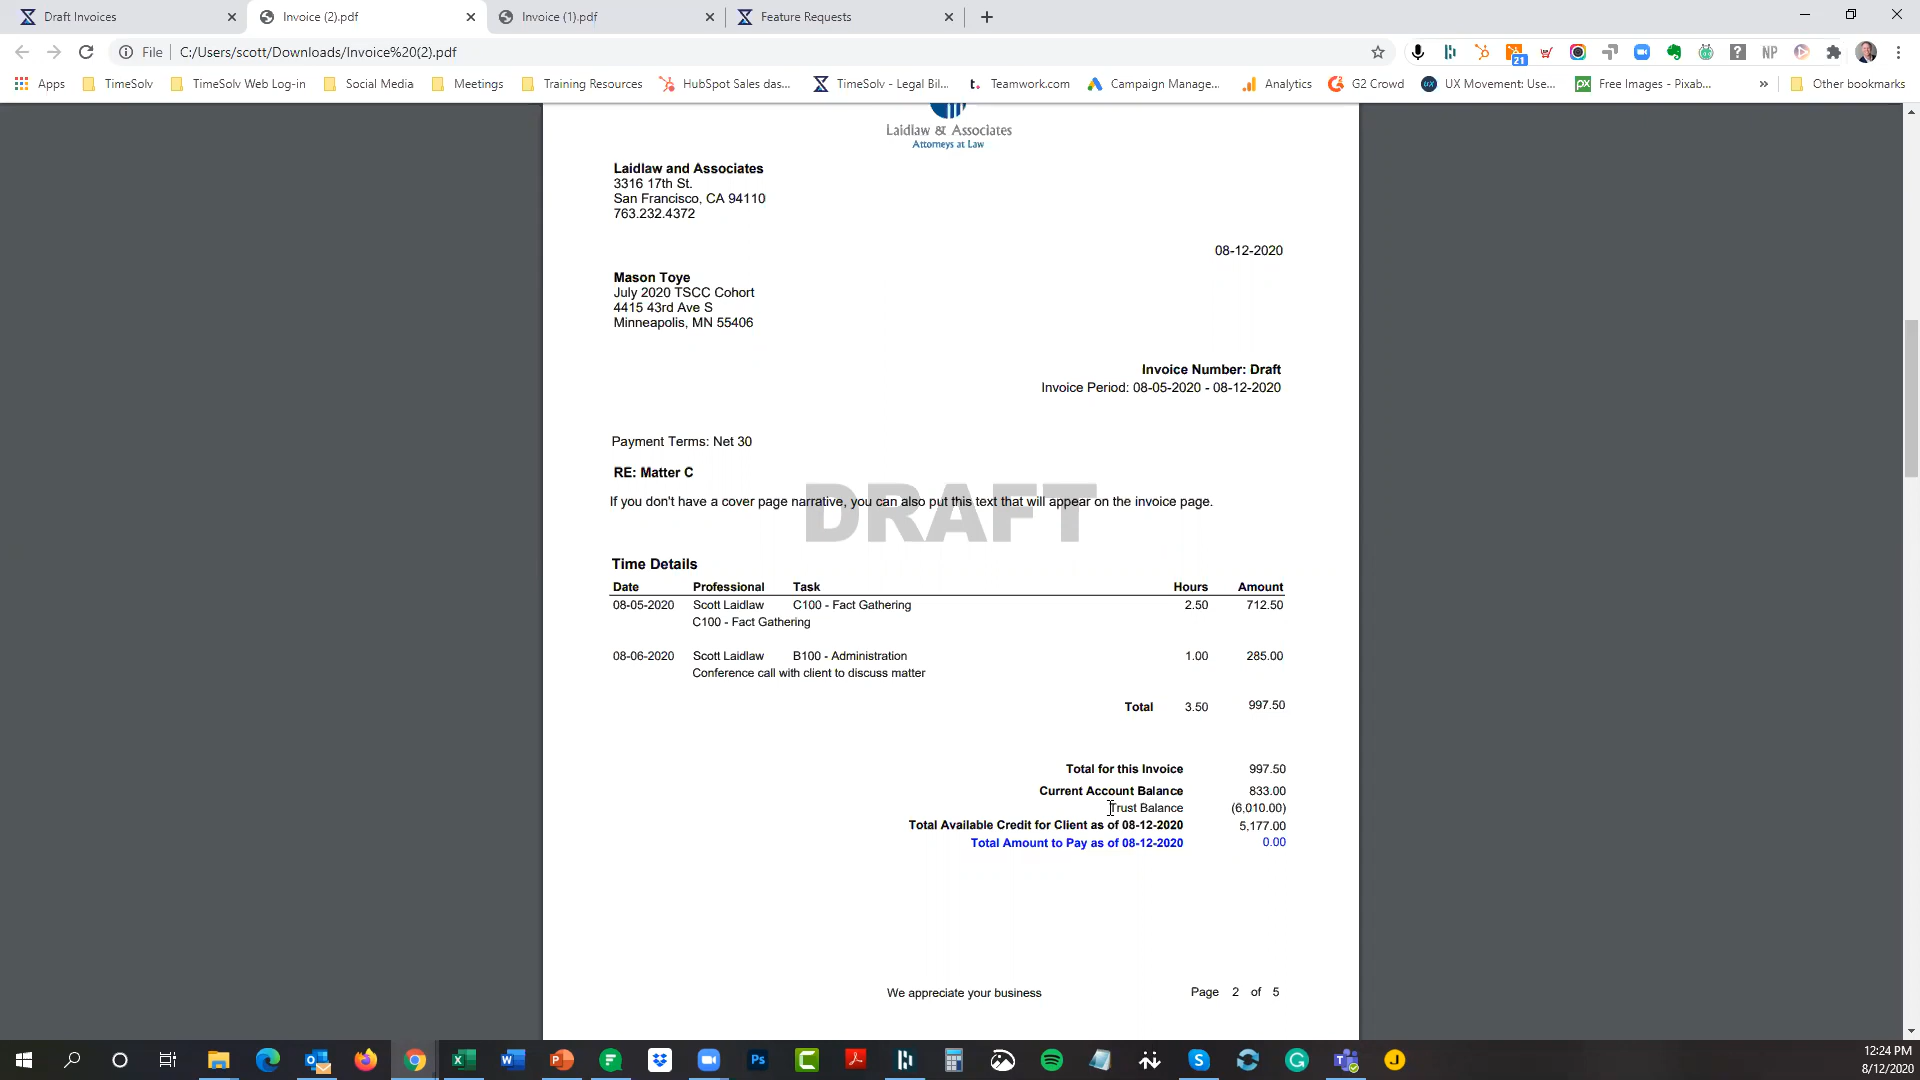 Draft Invoices
Invoice (2).pdf
Invoice (1).pdf
Feature Requests
File
C:/Users/scott/Downloads/Invoice%20(2).pdf
21
NP
Apps
TimeSolv
TimeSolv Web Log-in
Social Media
Meetings
Training Resources
HubSpot Sales das...
TimeSolv - Legal Bil...
Teamwork.com
Campaign Manage...
Analytics
G2 Crowd
UX Movement: Use...
Free Images - Pixab...
Other bookmarks
Laidlaw & Associates
Attorneys at Law
Laidlaw and Associates
3316 17th St.
San Francisco, CA 94110
763.232.4372
08-12-2020
Mason Toye
July 2020 TSCC Cohort
4415 43rd Ave S
Minneapolis, MN 55406
Invoice Number: Draft
Invoice Period: 08-05-2020 - 08-12-2020
Payment Terms: Net 30
RE: Matter C
If you don't have a cover page narrative, you can also put this text that will appear on the invoice page.
DRAFT
Time Details
Date Professional Task Hours Amount
08-05-2020 Scott Laidlaw C100 - Fact Gathering 2.50 712.50
C100 - Fact Gathering
08-06-2020 Scott Laidlaw B100 - Administration 1.00 285.00
Conference call with client to discuss matter
Total 3.50 997.50
Total for this Invoice 997.50
Current Account Balance 833.00
Trust Balance (6,010.00)
Total Available Credit for Client as of 08-12-2020 5,177.00
Total Amount to Pay as of 08-12-2020 0.00
We appreciate your business
Page 2 of 5
12:24 PM
8/12/2020